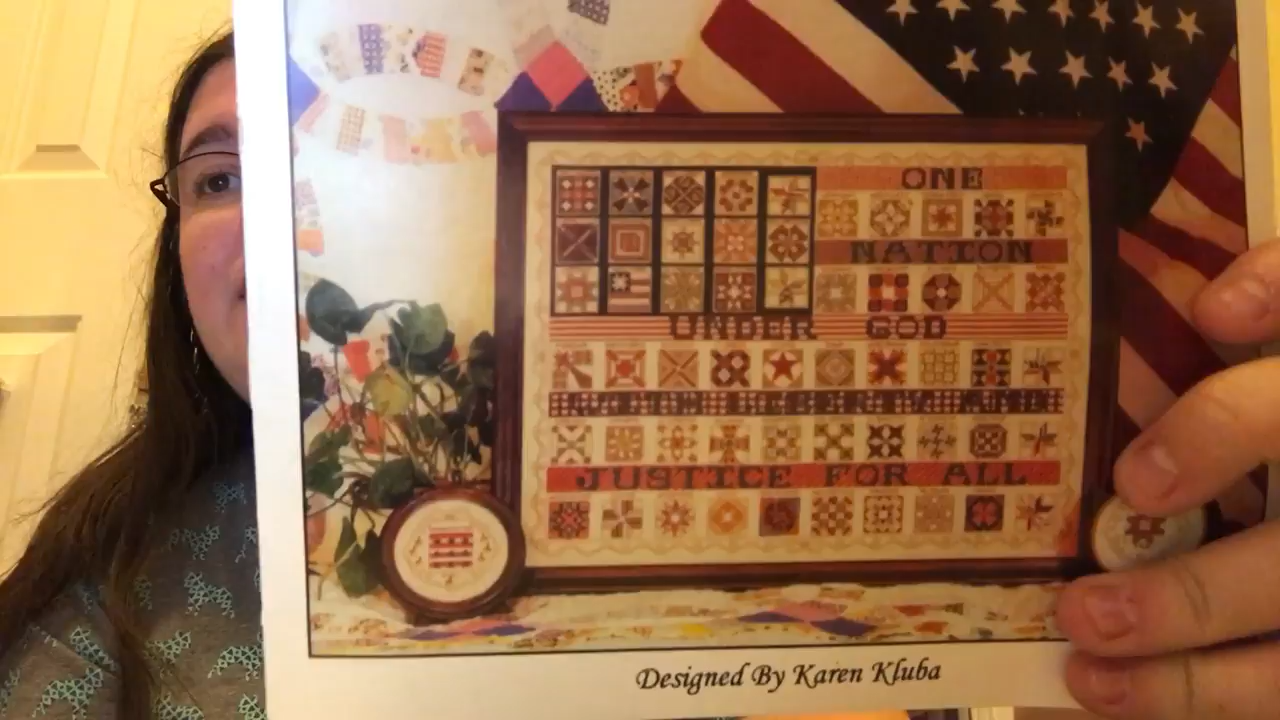 ONE
NATION
UNDER GOD
JUSTICE FOR ALL
Designed By Karen Kluba